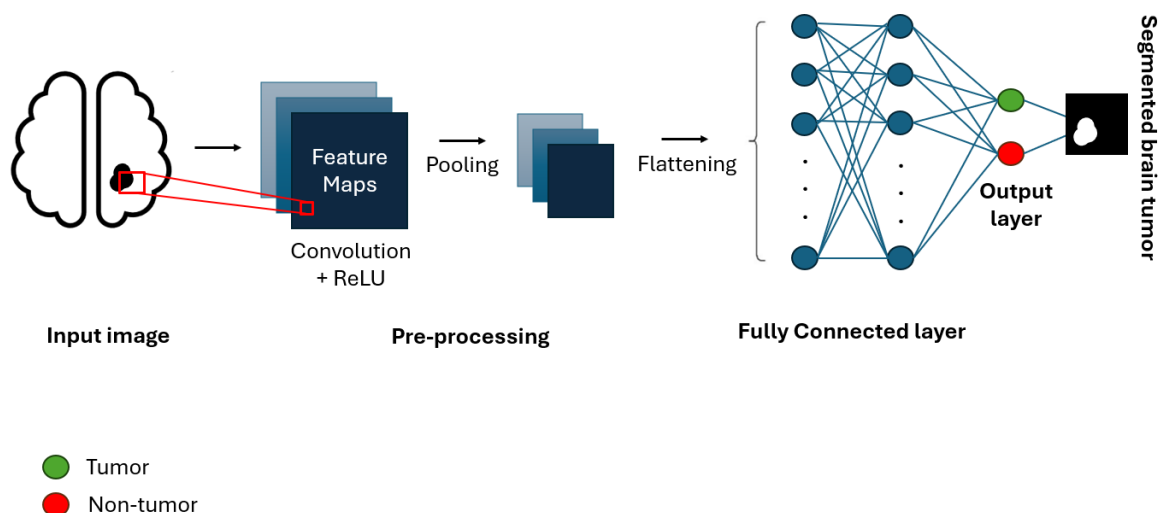 Feature
Maps
Convolution
+ ReLU
Pooling
Flattening
Output
layer
Segmented brain tumor
Input image
Pre-processing
Fully Connected layer
Tumor
Non-tumor